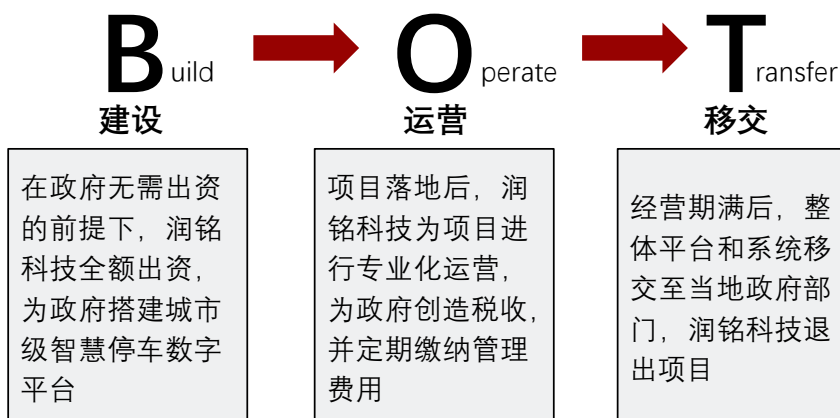 Build
Operate
Transfer
建设
运营
移交
在政府无需出资
的前提下，润铭
科技全额出资，
为政府搭建城市
级智慧停车数字
平台
项目落地后，润
铭科技为项目进
行专业化运营，
为政府创造税收，
并定期缴纳管理
费用
经营期满后，整
体平台和系统移
交至当地政府部
门，润铭科技退
出项目